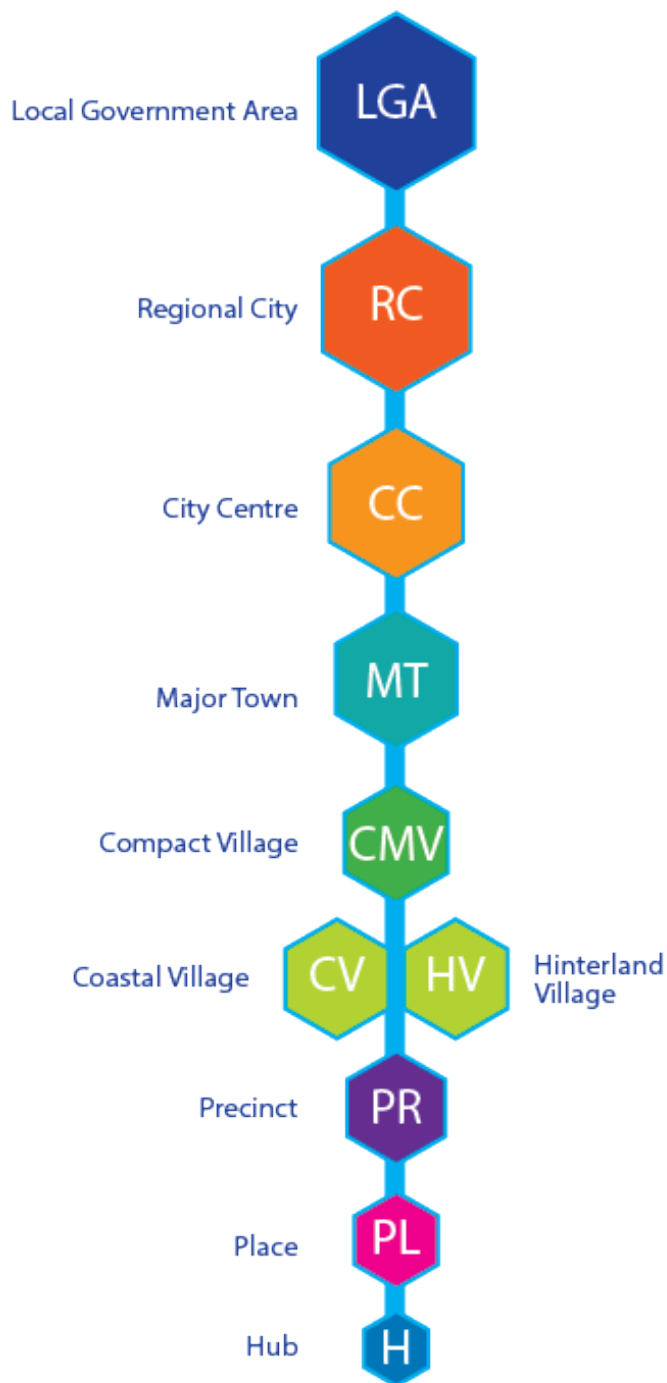 LGA
Local Government Area
RC
Regional City
CC
City Centre
MT
Major Town
CMV
Compact Village
CV
HV
Coastal Village
Hinterland
Village
PR
Precinct
PL
Place
H
Hub